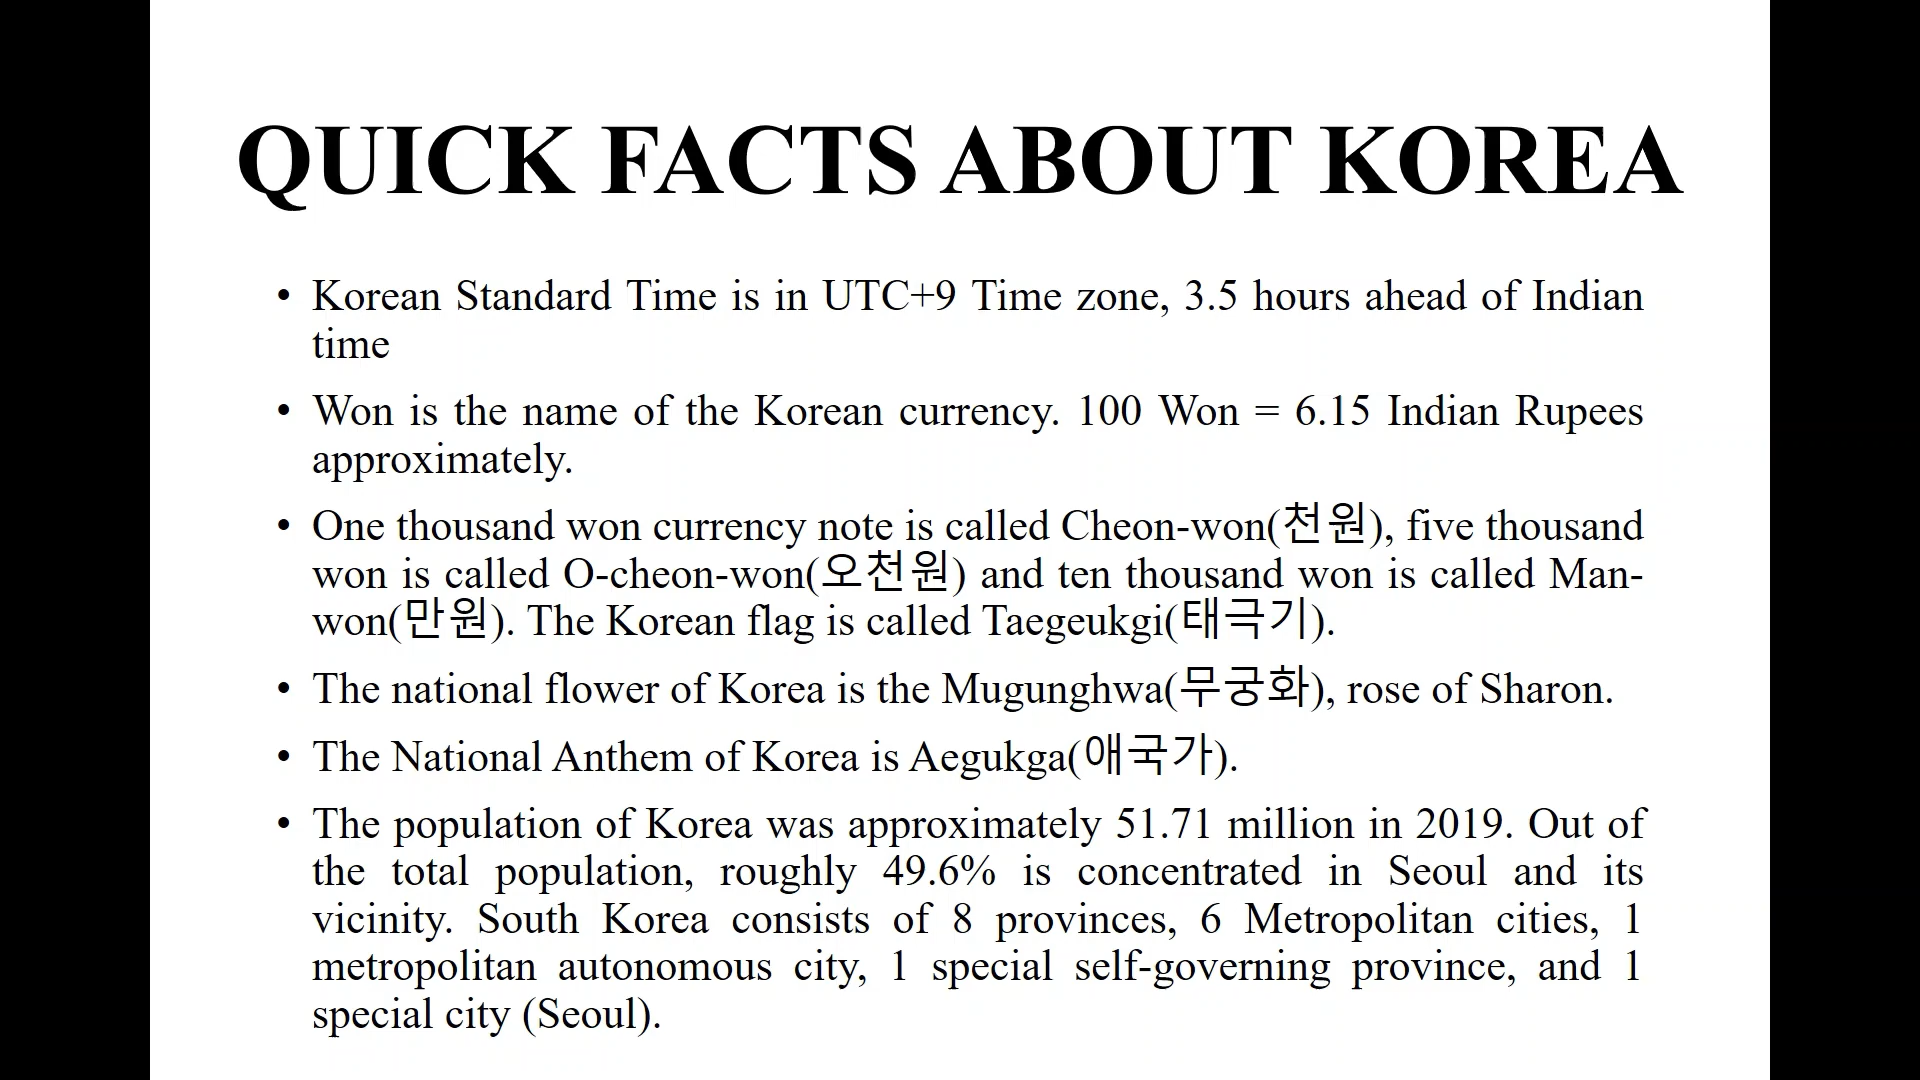 QUICK FACTS ABOUT KOREA
• Korean Standard Time is in UTC+9 Time zone, 3.5 hours ahead of Indian
time
• Won is the name of the Korean currency. 100 Won = 6.15 Indian Rupees
approximately.
• One thousand won currency note is called Cheon-won(천원), five thousand
won is called O-cheon-won(오천원) and ten thousand won is called Man-
won(만원). The Korean flag is called Taegeukgi(태극기).
• The national flower of Korea is the Mugunghwa(무궁화), rose of Sharon.
• The National Anthem of Korea is Aegukga(애국가).
• The population of Korea was approximately 51.71 million in 2019. Out of
the total population, roughly 49.6% is concentrated in Seoul and its
vicinity. South Korea consists of 8 provinces, 6 Metropolitan cities, 1
metropolitan autonomous city, 1 special self-governing province, and 1
special city (Seoul).